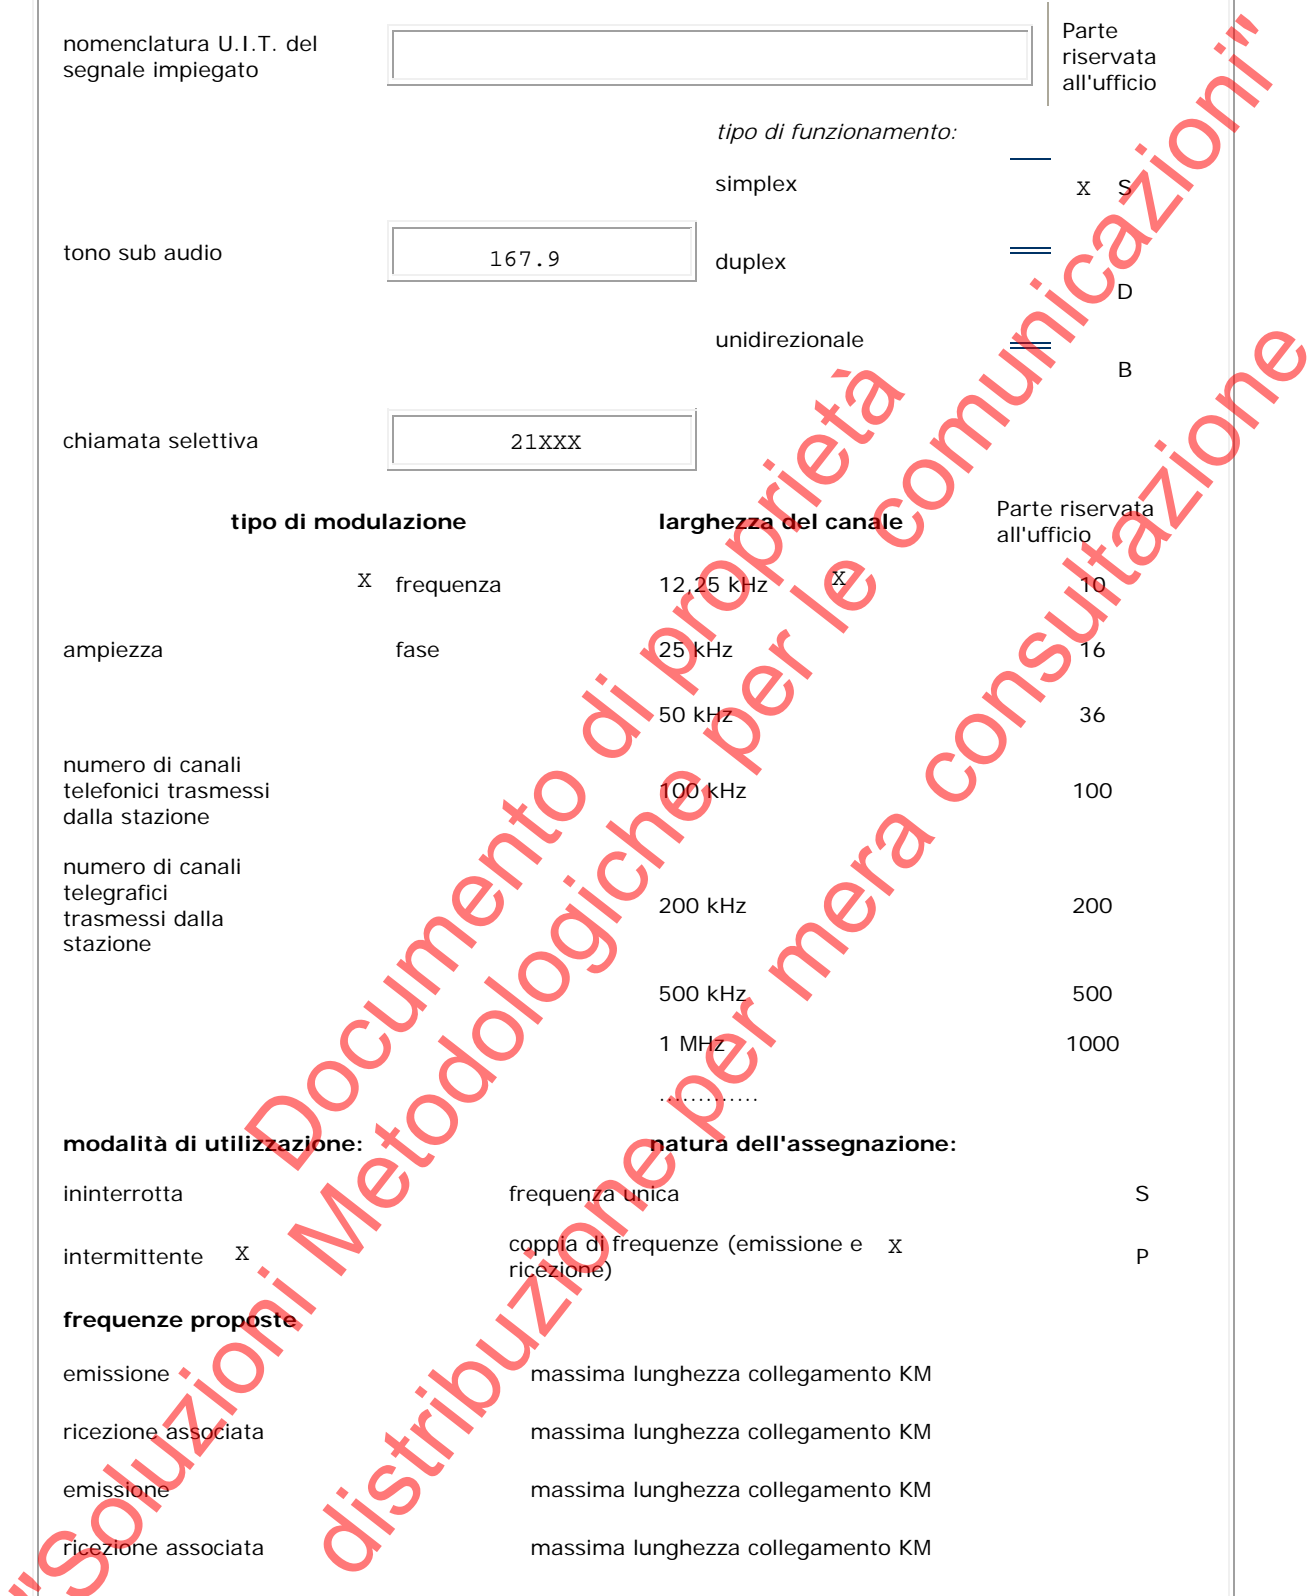 nomenclatura U.I.T. del
segnale impiegato
Parte
riservata
all'ufficio
tipo di funzionamento:
simplex X S
tono sub audio 167.9 duplex
D
unidirezionale
B
chiamata selettiva 21XXX
tipo di modulazione larghezza del canale Parte riservata
all'ufficio
X frequenza 12,25 kHz X 10
ampiezza fase 25 kHz 16
50 kHz 36
numero di canali
telefonici trasmessi
dalla stazione
100 kHz 100
numero di canali
telegrafici
trasmessi dalla
stazione
200 kHz 200
500 kHz 500
1 MHz 1000
.............
modalità di utilizzazione: natura dell'assegnazione:
ininterrotta frequenza unica S
intermittente X coppia di frequenze (emissione e
ricezione) X P
frequenze proposte
emissione massima lunghezza collegamento KM
ricezione associata massima lunghezza collegamento KM
emissione massima lunghezza collegamento KM
ricezione associata massima lunghezza collegamento KM
Documento di proprietà
"Soluzioni Metodologiche per le comunicazioni"
distribuzione per mera consultazione